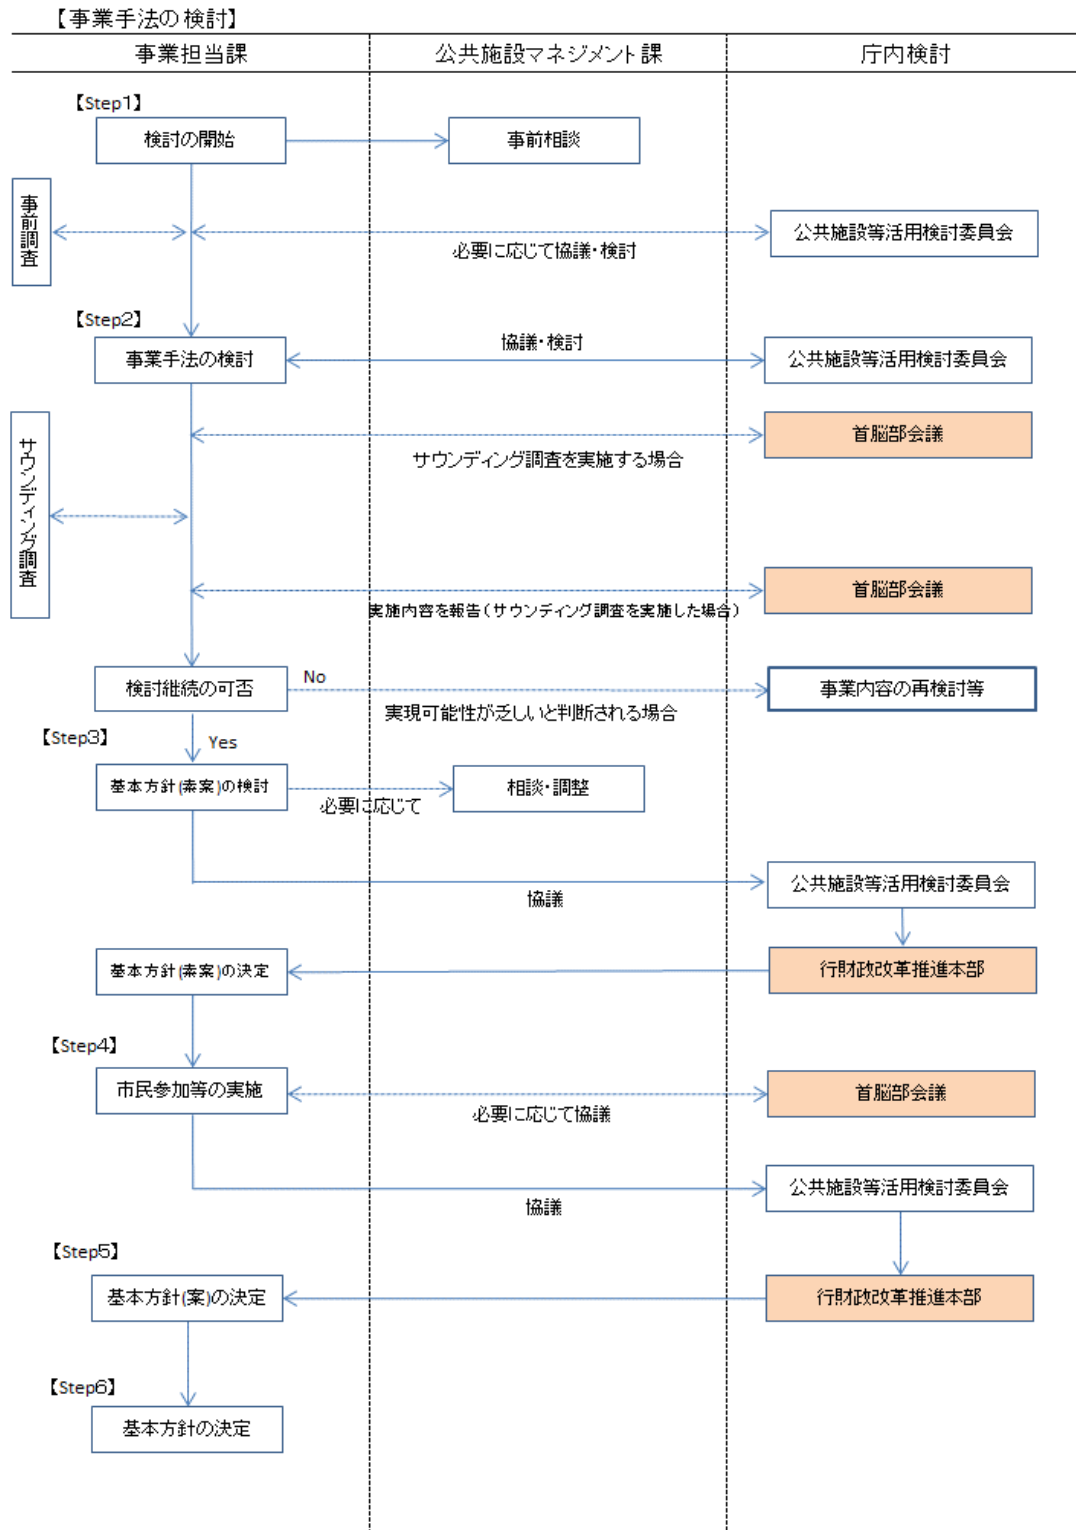 【事業手法の検討】
事業担当課
公共施設マネジメント課
庁内検討
【Step1】
検討の開始
事前相談
事前調査
公共施設等活用検討委員会
必要に応じて協議・検討
【Step2】
事業手法の検討
協議・検討
公共施設等活用検討委員会
首脳部会議
サウンディング調査を実施する場合
サウンディング調査
首脳部会議
実施内容を報告(サウンディング調査を実施した場合)
検討継続の可否
No
事業内容の再検討等
実現可能性が乏しいと判断される場合
【Step3】
Yes
基本方針(素案)の検討
相談・調整
必要に応じて
公共施設等活用検討委員会
協議
基本方針(素案)の決定
行財政改革推進本部
【Step4】
市民参加等の実施
首脳部会議
必要に応じて協議
公共施設等活用検討委員会
協議
【Step5】
基本方針(案)の決定
行財政改革推進本部
【Step6】
基本方針の決定